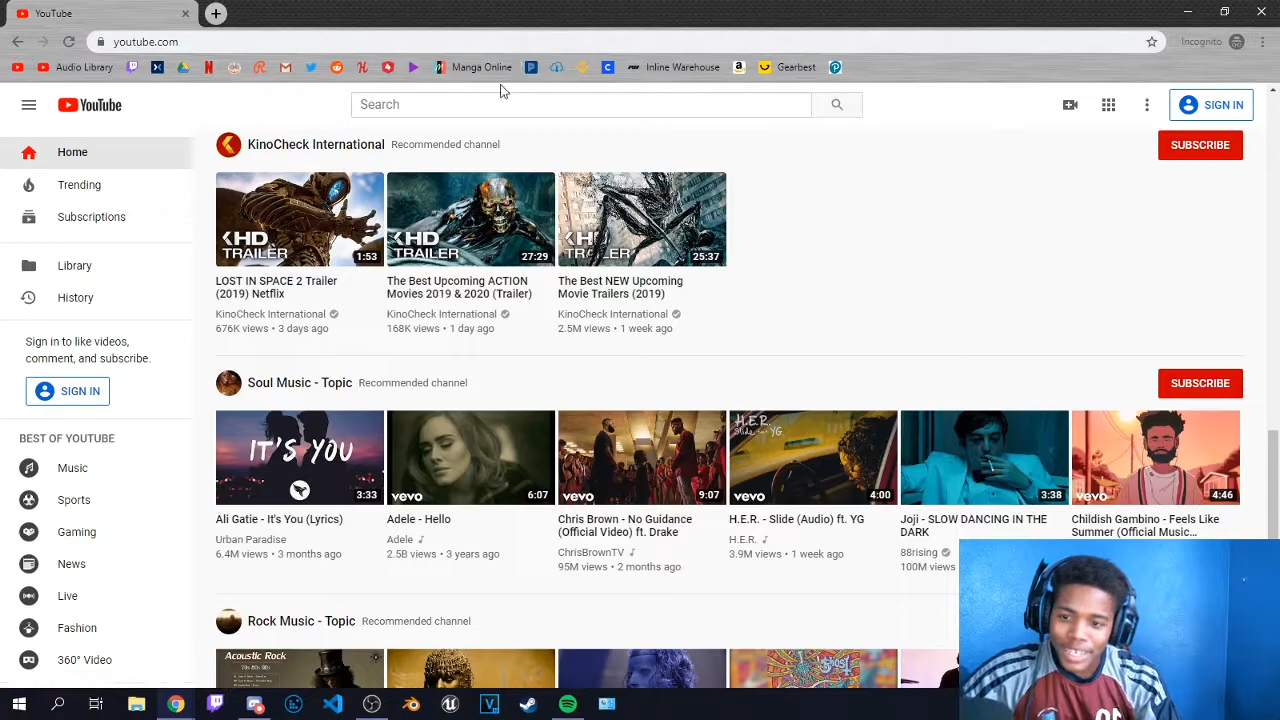 YouTube
youtube.com
Incognito
Audio Library
Manga Online
Inline Warehouse
Gearbest
YouTube
Search
SIGN IN
Home
Trending
Subscriptions
Library
History
Sign in to like videos,
comment, and subscribe.
SIGN IN
BEST OF YOUTUBE
Music
Sports
Gaming
News
Live
Fashion
360° Video
KinoCheck International Recommended channel
SUBSCRIBE
HD
TRAILER
1:53
LOST IN SPACE 2 Trailer
(2019) Netflix
KinoCheck International
676K views • 3 days ago
HD
TRAILER
27:29
The Best Upcoming ACTION
Movies 2019 & 2020 (Trailer)
KinoCheck International
168K views • 1 day ago
HD
TRAILER
25:37
The Best NEW Upcoming
Movie Trailers (2019)
KinoCheck International
2.5M views • 1 week ago
Soul Music - Topic Recommended channel
SUBSCRIBE
IT'S YOU
3:33
Ali Gatie - It's You (Lyrics)
Urban Paradise
6.4M views • 3 months ago
vevo
6:07
Adele - Hello
Adele
2.5B views • 3 years ago
vevo
9:07
Chris Brown - No Guidance
(Official Video) ft. Drake
ChrisBrownTV
95M views • 2 months ago
H.E.R.
Slide ft. YG
vevo
4:00
H.E.R. - Slide (Audio) ft. YG
H.E.R.
3.9M views • 1 week ago
3:38
Joji - SLOW DANCING IN THE
DARK
88rising
100M views
4:46
Childish Gambino - Feels Like
Summer (Official Music...
Rock Music - Topic Recommended channel
Acoustic Rock